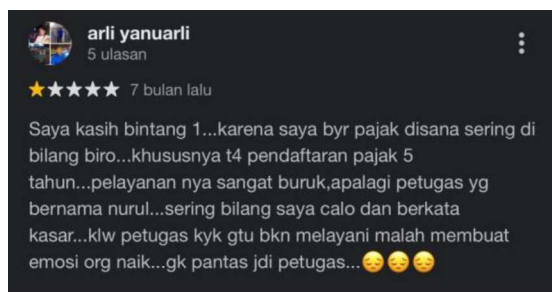 arli yanuarli
5 ulasan
7 bulan lalu
Saya kasih bintang 1...karena saya byr pajak disana sering di
bilang biro...khususnya t4 pendaftaran pajak 5
tahun...pelayanan nya sangat buruk,apalagi petugas yg
bernama nurul...sering bilang saya calo dan berkata
kasar...klw petugas kyk gtu bkn melayani malah membuat
emosi org naik...gk pantas jdi petugas...😔😔😔